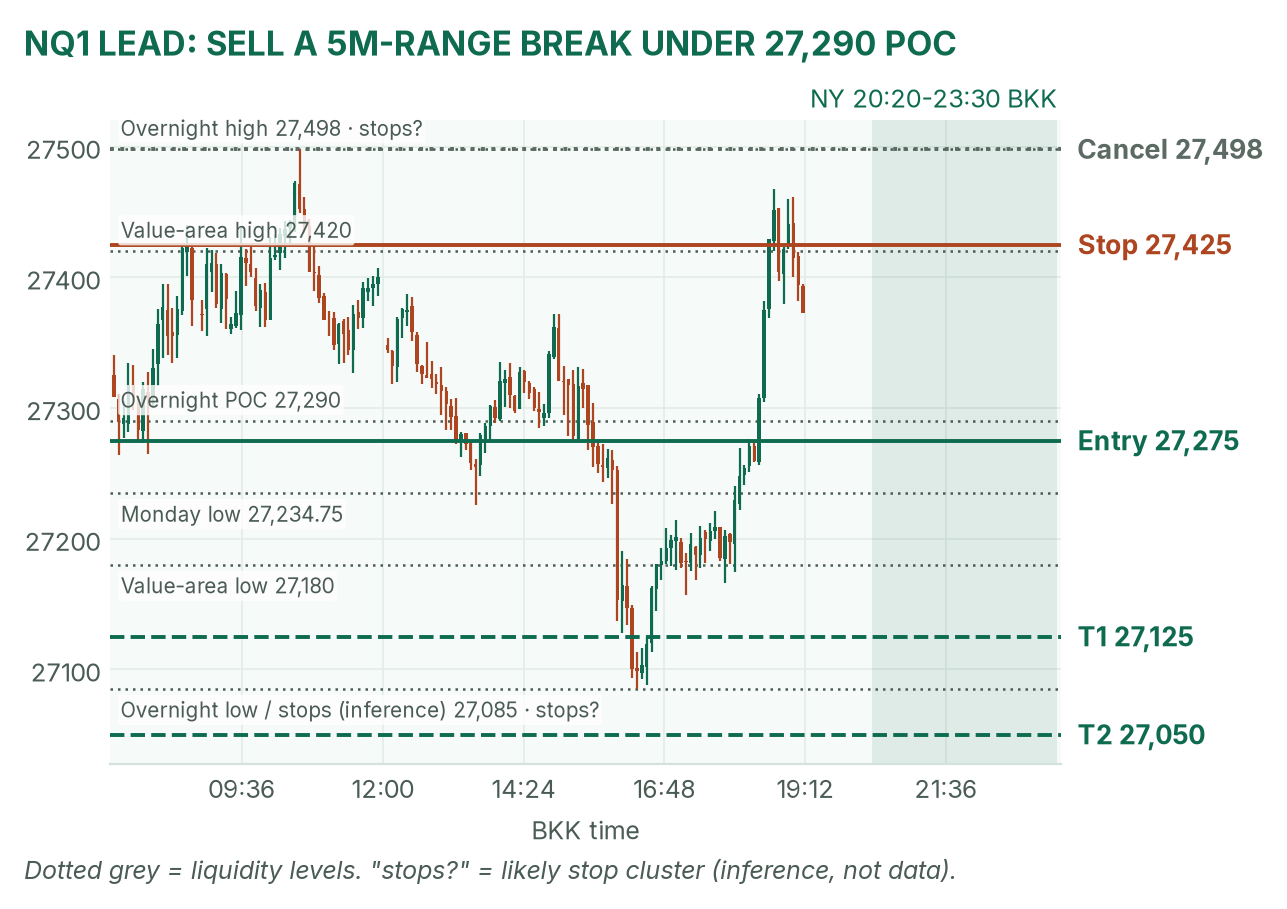 NQ1 LEAD: SELL A 5M-RANGE BREAK UNDER 27,290 POC
NY 20:20-23:30 BKK
Overnight high 27,498 · stops?
27500
Cancel 27,498
Value-area high 27,420
Stop 27,425
27400
Overnight POC 27,290
27300
Entry 27,275
Monday low 27,234.75
27200
Value-area low 27,180
T1 27,125
27100
Overnight low / stops (inference) 27,085 · stops?
T2 27,050
09:36 12:00 14:24 16:48 19:12 21:36
BKK time
Dotted grey = liquidity levels. "stops?" = likely stop cluster (inference, not data).